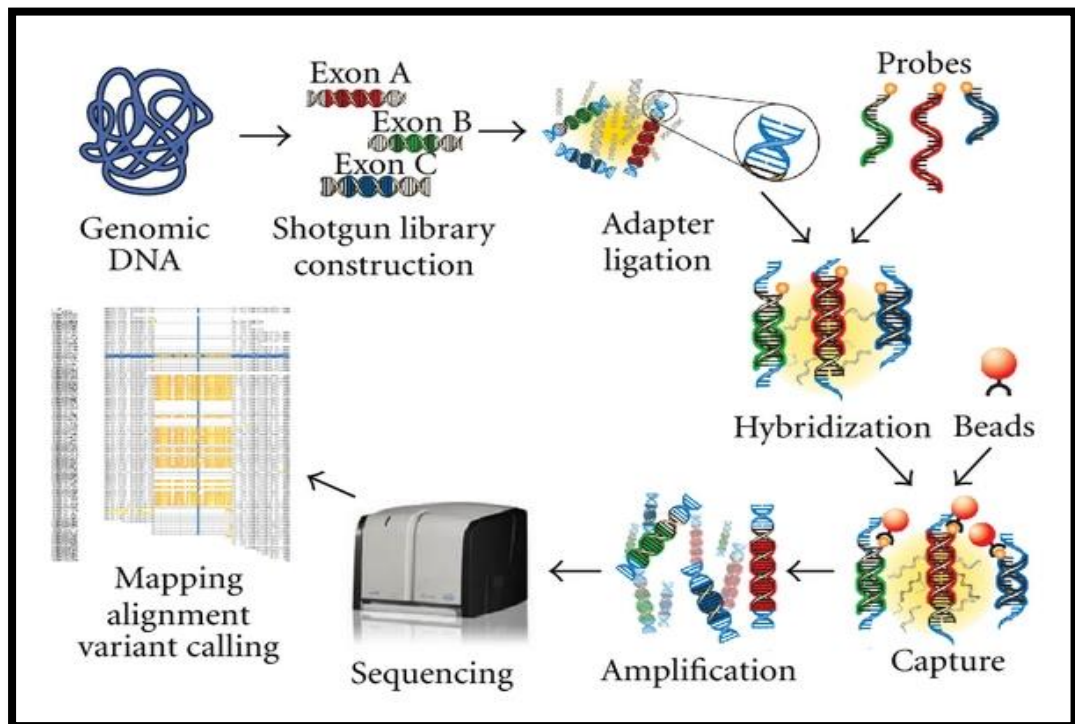 Genomic
DNA
Exon A
Exon B
Exon C
Shotgun library
construction
Adapter
ligation
Probes
Hybridization
Beads
Capture
Amplification
Sequencing
Mapping
alignment
variant calling